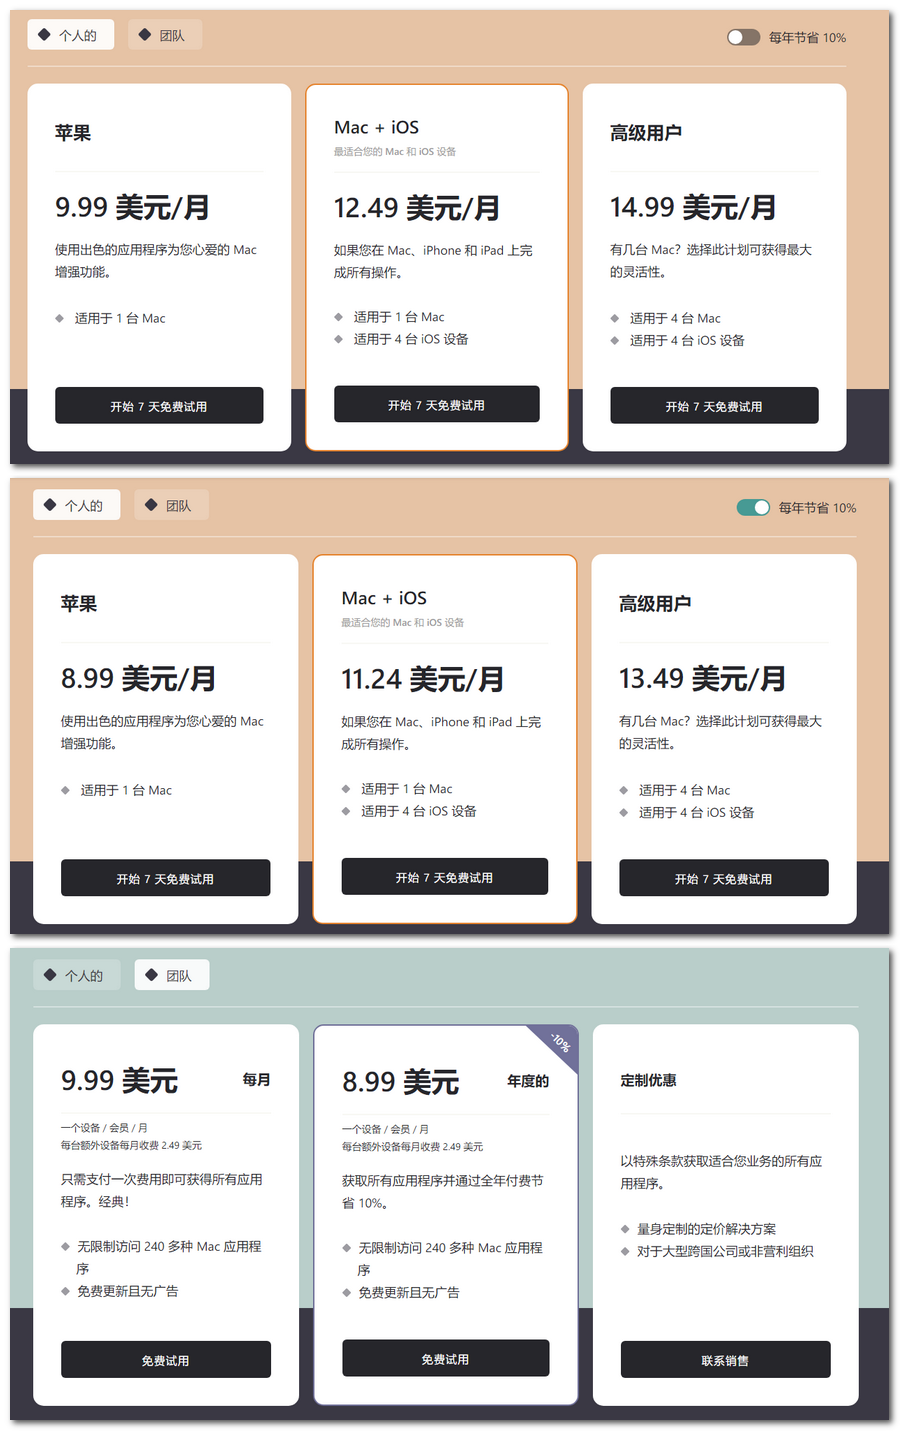 个人的
团队
每年节省 10%
苹果
9.99 美元/月
使用出色的应用程序为您心爱的 Mac
增强功能。
适用于 1 台 Mac
开始 7 天免费试用
Mac + iOS
最适合您的 Mac 和 iOS 设备
12.49 美元/月
如果您在 Mac、iPhone 和 iPad 上完
成所有操作。
适用于 1 台 Mac
适用于 4 台 iOS 设备
开始 7 天免费试用
高级用户
14.99 美元/月
有几台 Mac？选择此计划可获得最大
的灵活性。
适用于 4 台 Mac
适用于 4 台 iOS 设备
开始 7 天免费试用
个人的
团队
每年节省 10%
苹果
8.99 美元/月
使用出色的应用程序为您心爱的 Mac
增强功能。
适用于 1 台 Mac
开始 7 天免费试用
Mac + iOS
最适合您的 Mac 和 iOS 设备
11.24 美元/月
如果您在 Mac、iPhone 和 iPad 上完
成所有操作。
适用于 1 台 Mac
适用于 4 台 iOS 设备
开始 7 天免费试用
高级用户
13.49 美元/月
有几台 Mac？选择此计划可获得最大
的灵活性。
适用于 4 台 Mac
适用于 4 台 iOS 设备
开始 7 天免费试用
个人的
团队
9.99 美元 每月
一个设备 / 会员 / 月
每台额外设备每月收费 2.49 美元
只需支付一次费用即可获得所有应用
程序。经典！
无限制访问 240 多种 Mac 应用程
序
免费更新且无广告
免费试用
-10%
8.99 美元 年度的
一个设备 / 会员 / 月
每台额外设备每月收费 2.49 美元
获取所有应用程序并通过全年付费节
省 10%。
无限制访问 240 多种 Mac 应用程
序
免费更新且无广告
免费试用
定制优惠
以特殊条款获取适合您业务的所有应
用程序。
量身定制的定价解决方案
对于大型跨国公司或非营利组织
联系销售